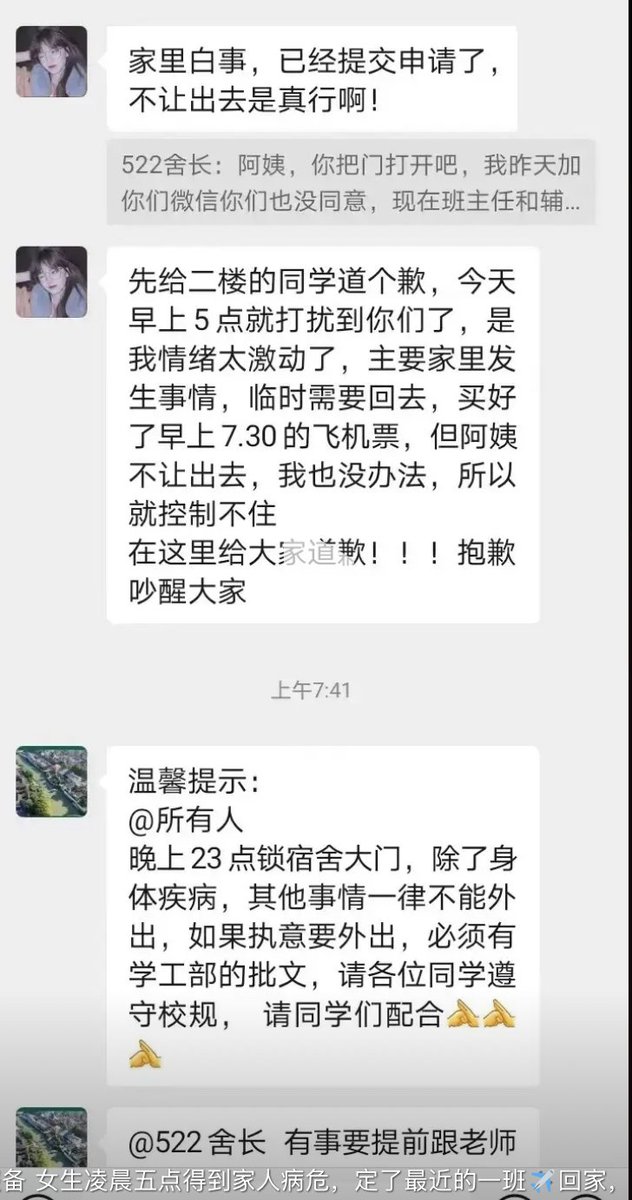 家里白事，已经提交申请了，
不让出去是真行啊！
522舍长：阿姨，你把门打开吧，我昨天加
你们微信你们也没同意，现在班主任和辅...
先给二楼的同学道个歉，今天
早上5点就打扰到你们了，是
我情绪太激动了，主要家里发
生事情，临时需要回去，买好
了早上7.30的飞机票，但阿姨
不让出去，我也没办法，所以
就控制不住
在这里给大家道歉！！！抱歉
吵醒大家
上午7:41
温馨提示：
@所有人
晚上23点锁宿舍大门，除了身
体疾病，其他事情一律不能外
出，如果执意要外出，必须有
学工部的批文，请各位同学遵
守校规， 请同学们配合
@522舍长 有事要提前跟老师
备 女生凌晨五点得到家人病危，定了最近的一班✈️回家，